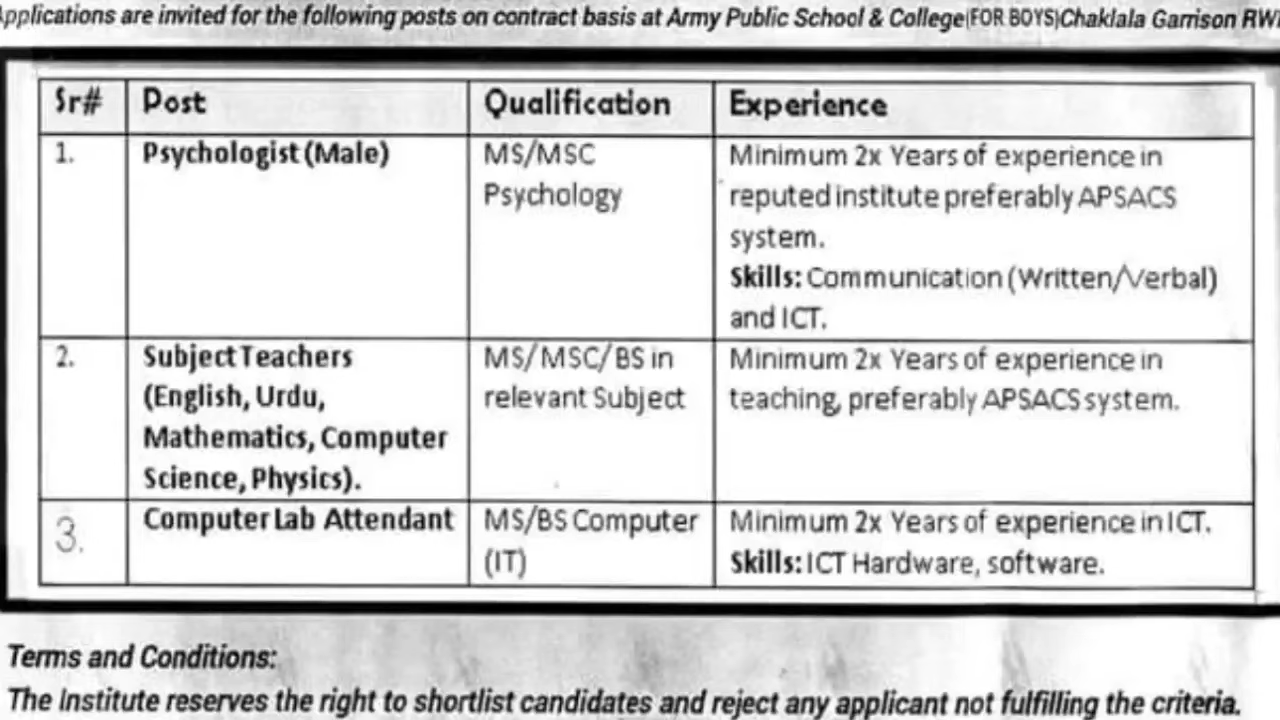 Applications are invited for the following posts on contract basis at Army Public School & College(FOR BOYS)Chaklala Garrison
Sr# Post Qualification Experience
1. Psychologist (Male) MS/MSC Minimum 2x Years of experience in
Psychology reputed institute preferably APSACS
system.
Skills: Communication (Written/Verbal)
and ICT.
2. Subject Teachers MS/MSC/BS in Minimum 2x Years of experience in
(English, Urdu, relevant Subject teaching, preferably APSACS system.
Mathematics, Computer
Science, Physics).
3. Computer Lab Attendant MS/BS Computer Minimum 2x Years of experience in ICT.
(IT) Skills: ICT Hardware, software.
Terms and Conditions:
The Institute reserves the right to shortlist candidates and reject any applicant not fulfilling the criteria.